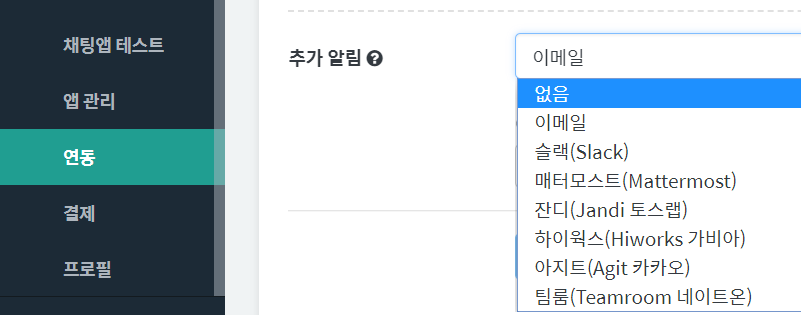 채팅앱 테스트
앱 관리
연동
결제
프로필
추가 알림
이메일
없음
이메일
슬랙(Slack)
매터모스트(Mattermost)
잔디(Jandi 토스랩)
하이웍스(Hiworks 가비아)
아지트(Agit 카카오)
팀룸(Teamroom 네이트온)